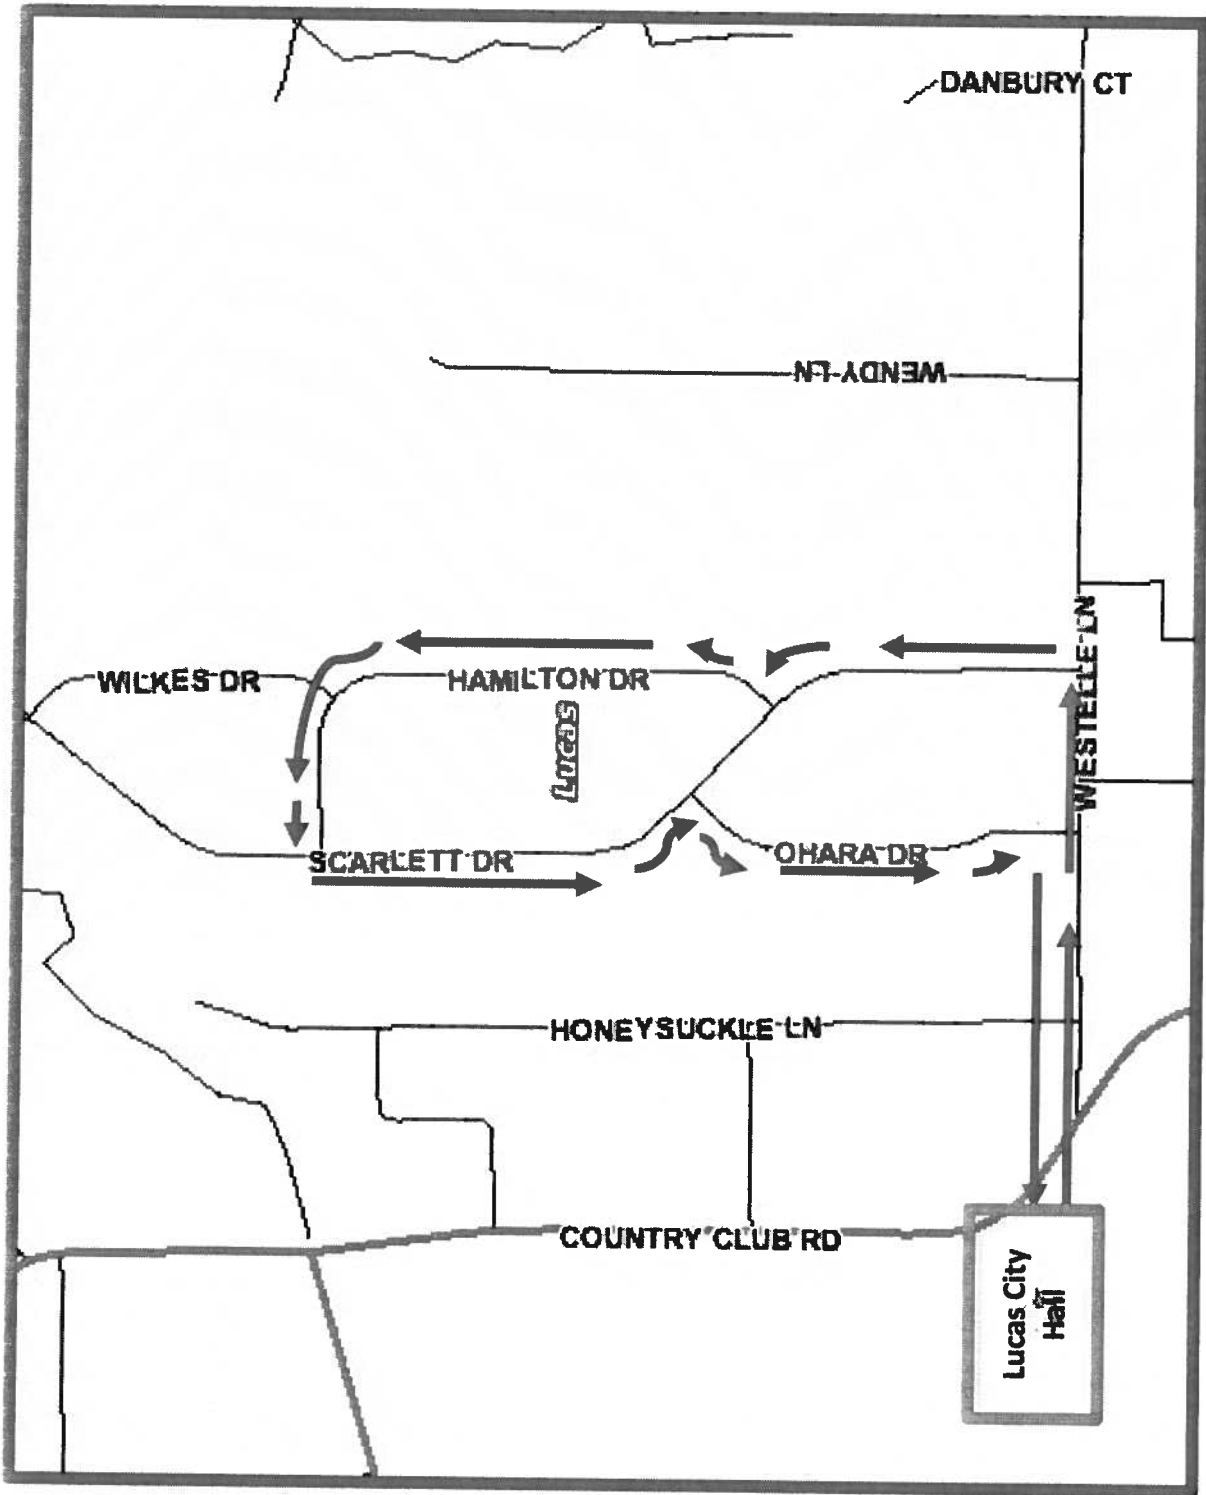 DANBURY CT
WENDY LN
WESTELLE LN
WILKES DR
HAMILTON DR
Lucas
SCARLETT DR
OHARA DR
HONEYSUCKLE LN
COUNTRY CLUB RD
Lucas City
Hall